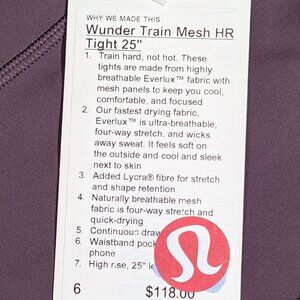 WHY WE MADE THIS
Wunder Train Mesh HR
Tight 25"
1. Train hard, not hot. These
tights are made from highly
breathable Everlux™ fabric with
mesh panels to keep you cool,
comfortable, and focused
2. Our fastest drying fabric,
Everlux™ is ultra-breathable,
four-way stretch, and wicks
away sweat. It feels soft on
the outside and cool and sleek
next to skin
3. Added Lycra® fibre for stretch
and shape retention
4. Naturally breathable mesh
fabric is four-way stretch and
quick-drying
5. Continuous
6. Waistband
phone
7. High rise, 25"
6 $118.00